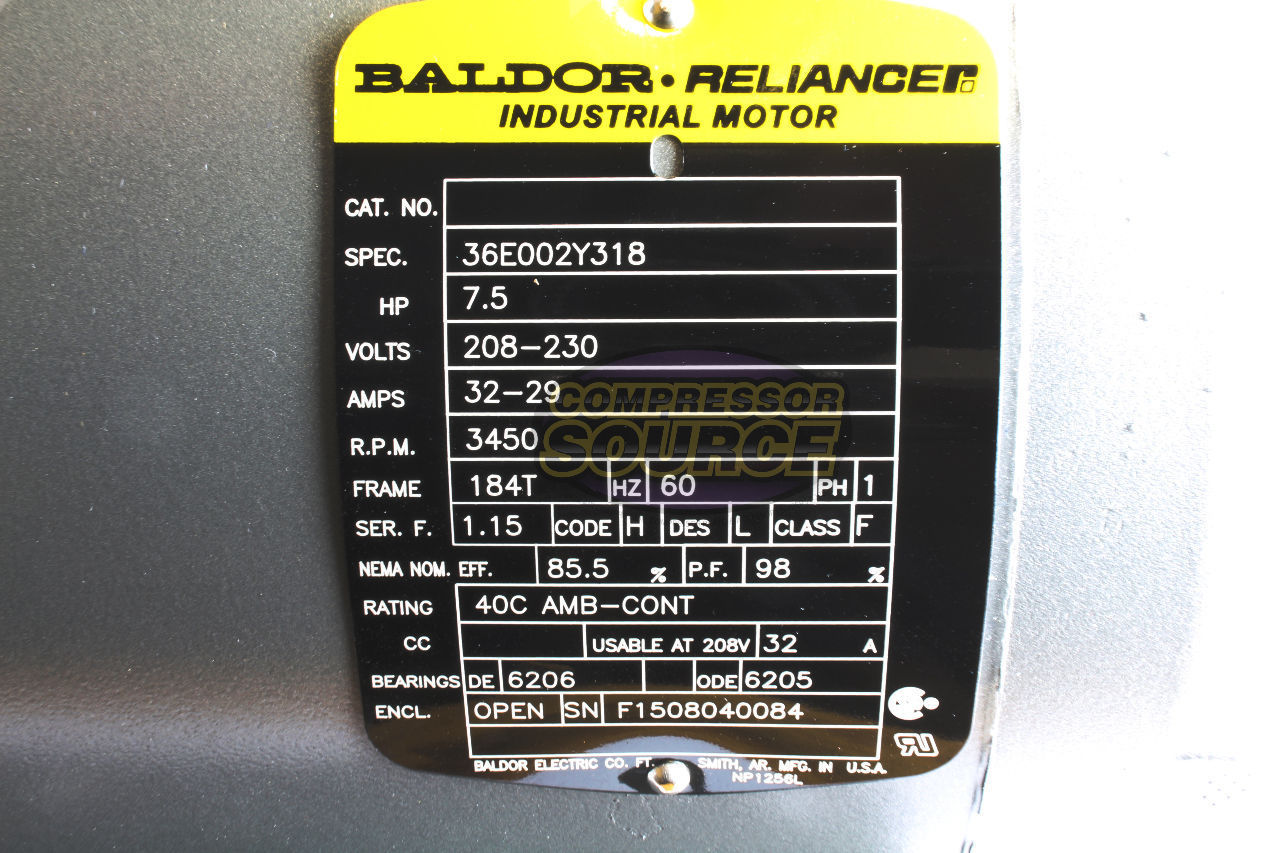 BALDOR • RELIANCER
INDUSTRIAL MOTOR
CAT. NO.
SPEC. 36E002Y318
HP 7.5
VOLTS 208-230
AMPS 32-29
COMPRESSOR
SOURCE
R.P.M. 3450
FRAME 184T HZ 60 PH 1
SER. F. 1.15 CODE H DES L CLASS F
NEMA NOM. EFF. 85.5 % P.F. 98 %
RATING 40C AMB-CONT
CC USABLE AT 208V 32 A
BEARINGS DE 6206 ODE 6205
ENCL. OPEN SN F1508040084
BALDOR ELECTRIC CO. FT. SMITH, AR. MFG. IN U.S.A.
NP1256L